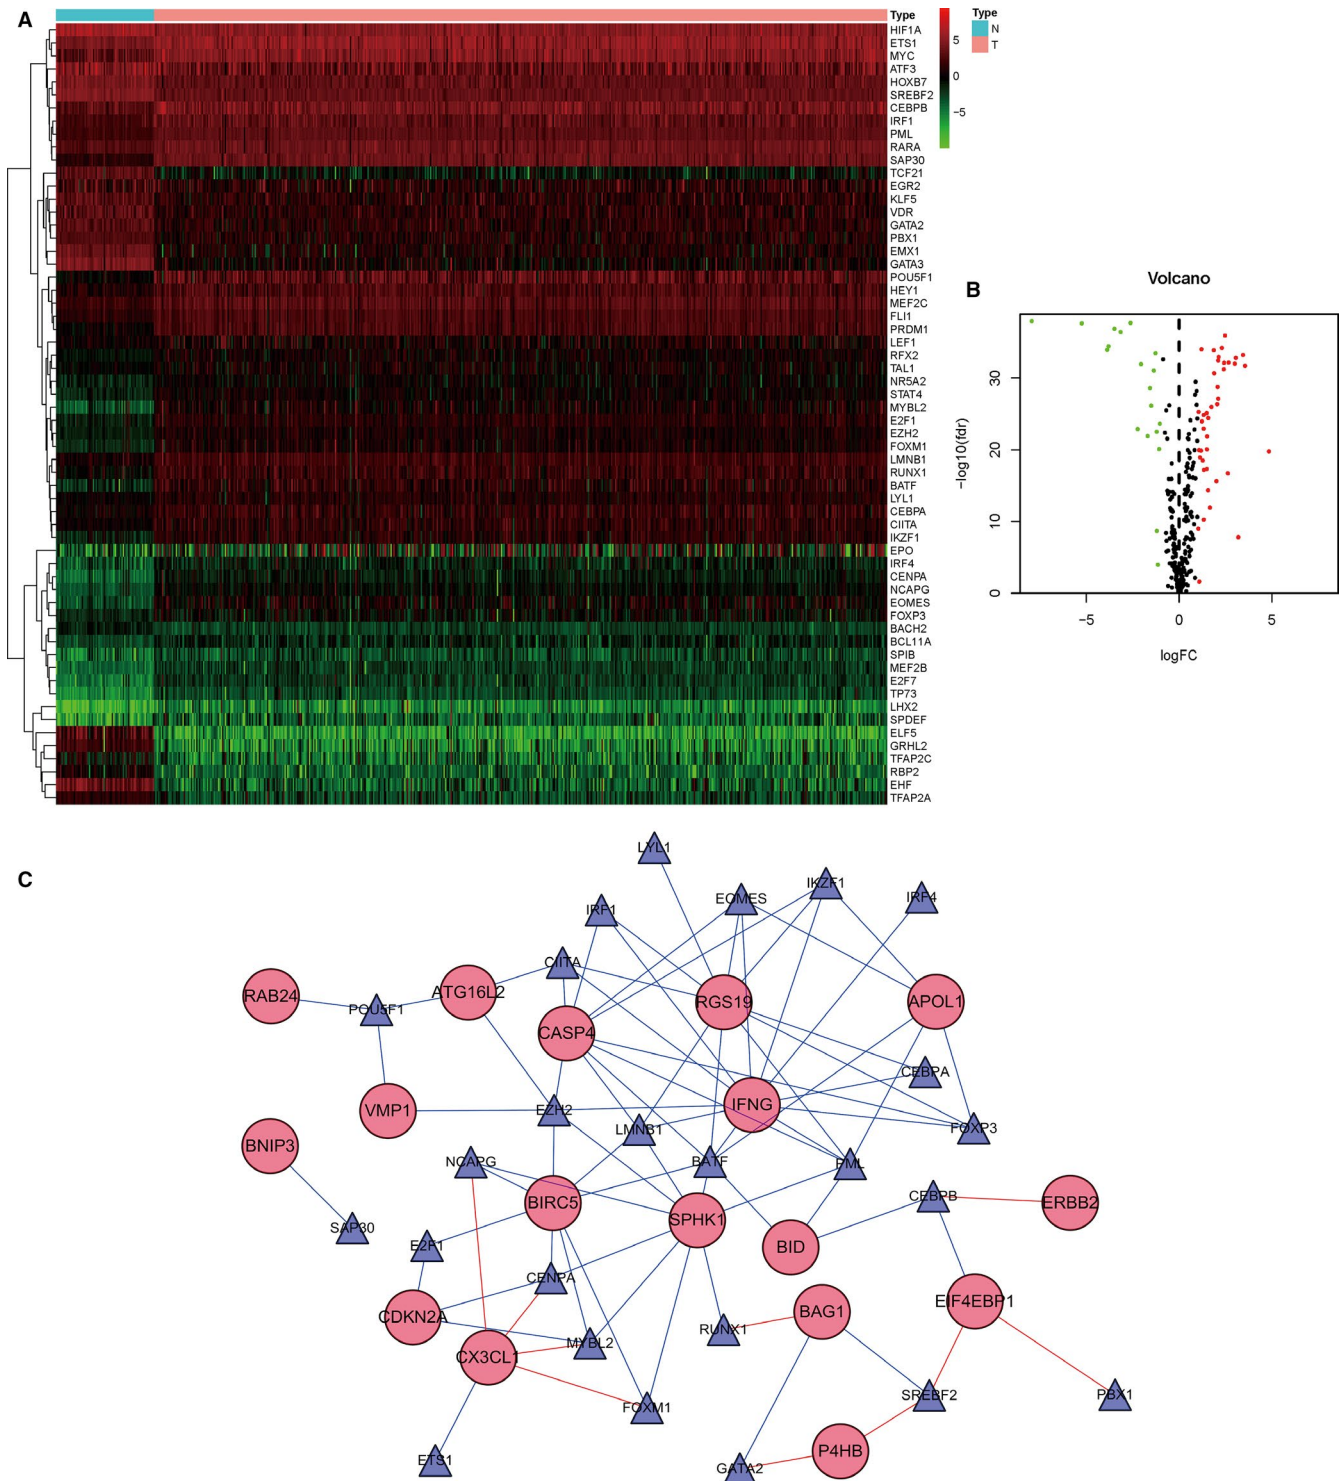 A
Type
HIF1A
ETS1
MYC
ATF3
HOXB7
SREBF2
CEBPB
IRF1
PML
RARA
SAP30
TCF21
EGR2
KLF5
VDR
GATA2
PBX1
EMX1
GATA3
POU5F1
HEY1
MEF2C
FLI1
PRDM1
LEF1
RFX2
TAL1
NR5A2
STAT4
MYBL2
E2F1
EZH2
FOXM1
LMNB1
RUNX1
BATF
LYL1
CEBPA
CIITA
IKZF1
EPO
IRF4
CENPA
NCAPG
EOMES
FOXP3
BACH2
BCL11A
SPIB
MEF2B
E2F7
TP73
LHX2
SPDEF
ELF5
GRHL2
TFAP2C
RBP2
EHF
TFAP2A
5
0
−5
Type
N
T
B
Volcano
−log10(fdr)
30
20
10
0
−5
0
5
logFC
C
LYL1
IKZF1
EOMES
IRF4
IRF1
CIITA
RAB24
ATG16L2
RGS19
APOL1
POU5F1
CASP4
CEBPA
VMP1
EZH2
IFNG
LMNB1
FOXP3
BNIP3
NCAPG
BATF
PML
BIRC5
CEBPB
ERBB2
SPHK1
SAP30
E2F1
BID
CENPA
EIF4EBP1
CDKN2A
BAG1
RUNX1
MYBL2
CX3CL1
SREBF2
PBX1
FOXM1
P4HB
ETS1
GATA2